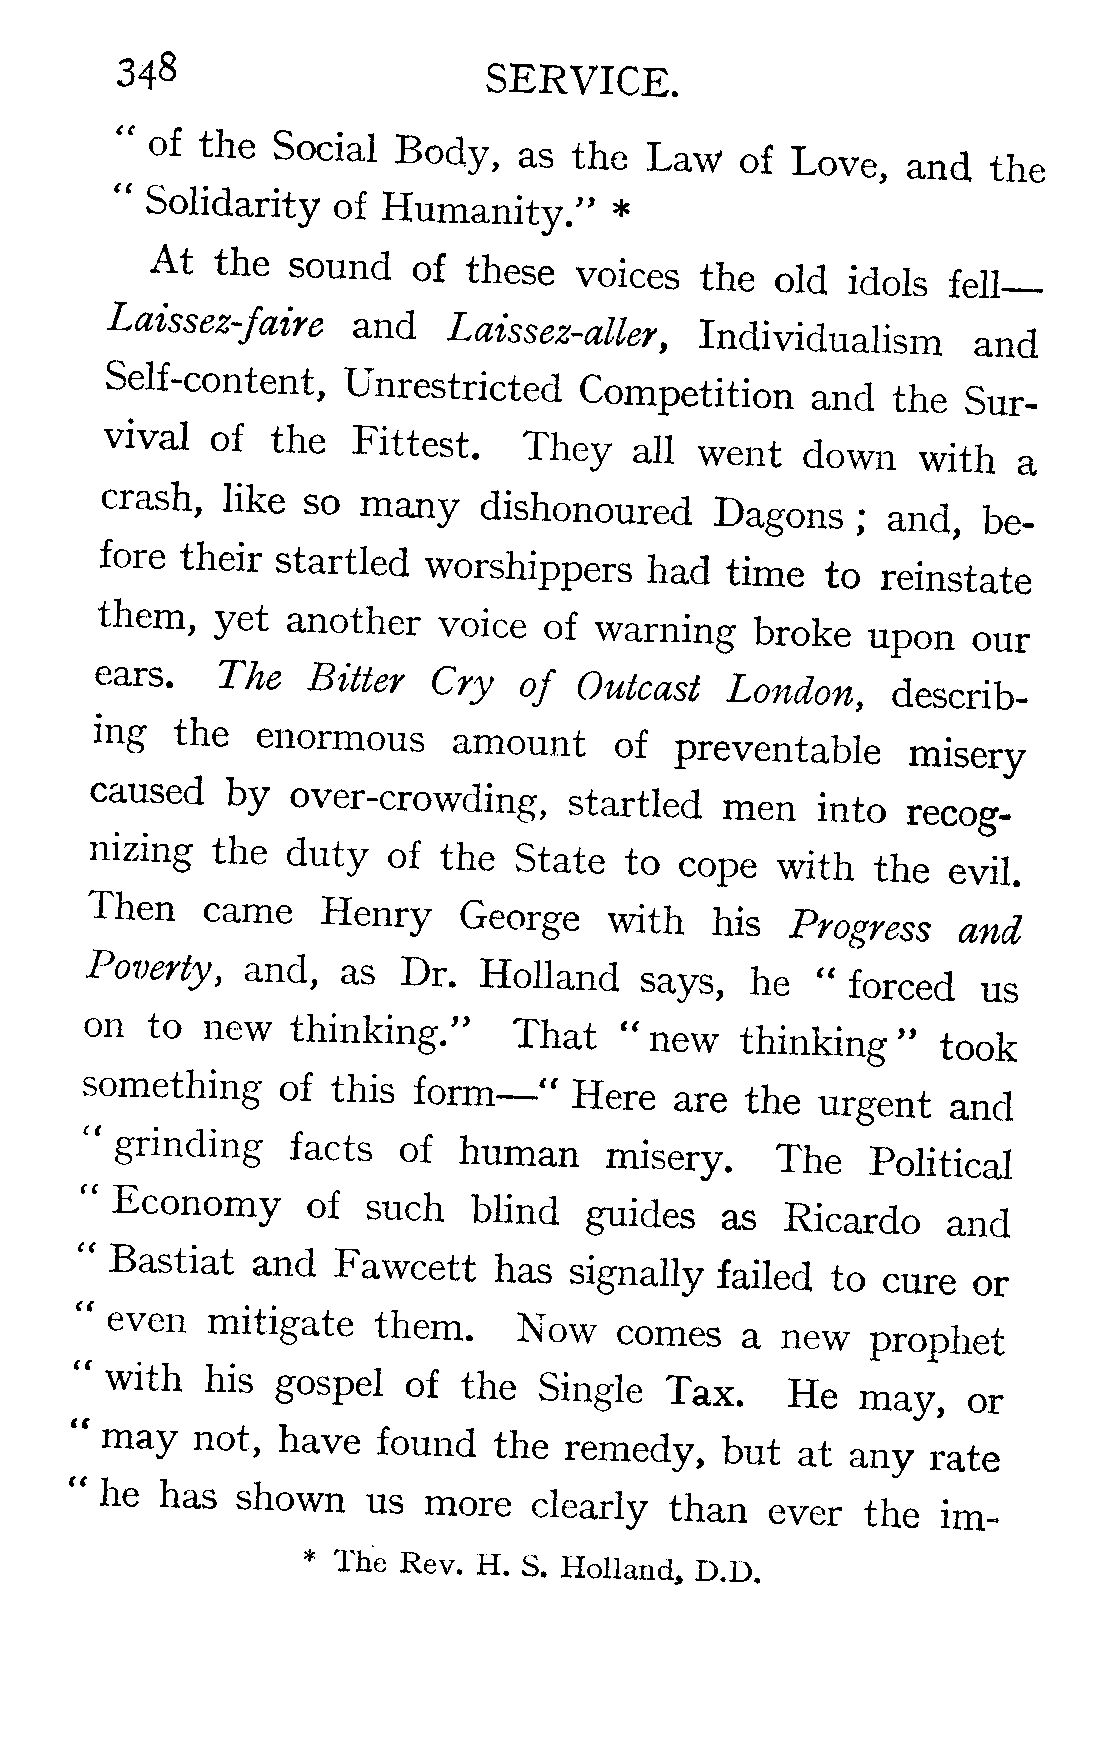 348 SERVICE.
“ of the Social Body, as the Law of Love, and the
“ Solidarity of Humanity.” *
At the sound of these voices the old idols fell—
Laissez-faire and Laissez-aller, Individualism and
Self-content, Unrestricted Competition and the Sur-
vival of the Fittest. They all went down with a
crash, like so many dishonoured Dagons ; and, be-
fore their startled worshippers had time to reinstate
them, yet another voice of warning broke upon our
ears. The Bitter Cry of Outcast London, describ-
ing the enormous amount of preventable misery
caused by over-crowding, startled men into recog-
nizing the duty of the State to cope with the evil.
Then came Henry George with his Progress and
Poverty, and, as Dr. Holland says, he “ forced us
on to new thinking.” That “ new thinking ” took
something of this form—“ Here are the urgent and
“ grinding facts of human misery. The Political
“ Economy of such blind guides as Ricardo and
“ Bastiat and Fawcett has signally failed to cure or
“ even mitigate them. Now comes a new prophet
“ with his gospel of the Single Tax. He may, or
“ may not, have found the remedy, but at any rate
“ he has shown us more clearly than ever the im-
* The Rev. H. S. Holland, D.D.